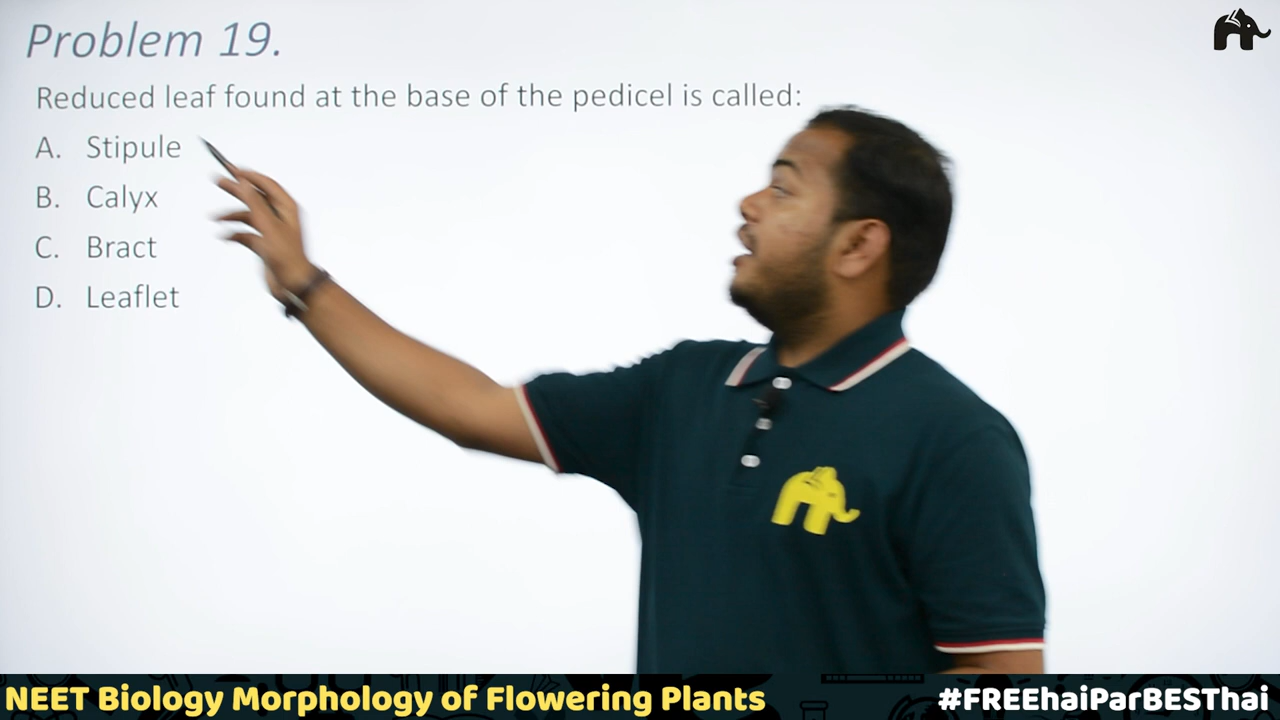 Problem 19.
Reduced leaf found at the base of the pedicel is called:
A. Stipule
B. Calyx
C. Bract
D. Leaflet
NEET Biology Morphology of Flowering Plants
#FREEhaiParBESThai